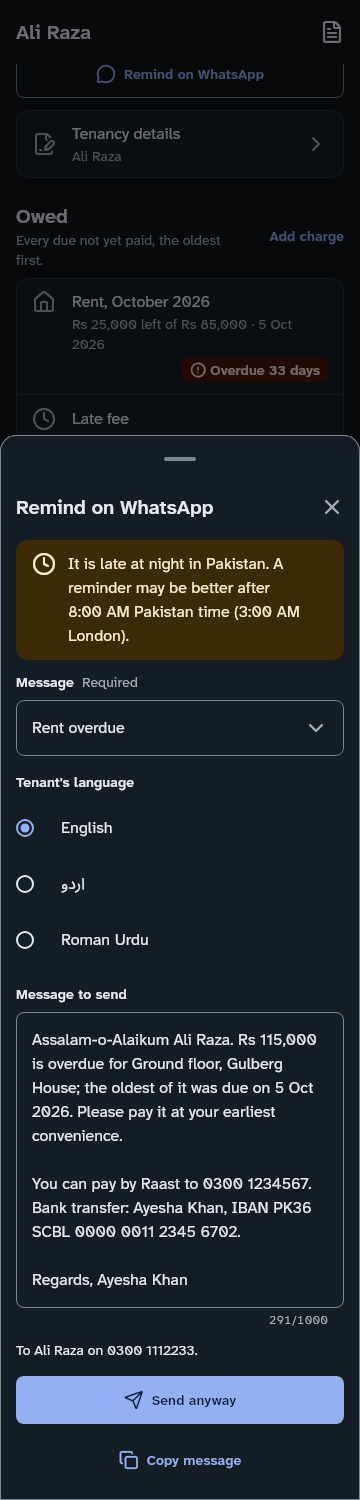 Ali Raza
Remind on WhatsApp
Tenancy details
Ali Raza
Owed
Every due not yet paid, the oldest
first.
Add charge
Rent, October 2026
Rs 25,000 left of Rs 85,000 · 5 Oct
2026
Overdue 33 days
Late fee
Remind on WhatsApp
It is late at night in Pakistan. A
reminder may be better after
8:00 AM Pakistan time (3:00 AM
London).
Message Required
Rent overdue
Tenant's language
English
اردو
Roman Urdu
Message to send
Assalam-o-Alaikum Ali Raza. Rs 115,000
is overdue for Ground floor, Gulberg
House; the oldest of it was due on 5 Oct
2026. Please pay it at your earliest
convenience.
You can pay by Raast to 0300 1234567.
Bank transfer: Ayesha Khan, IBAN PK36
SCBL 0000 0011 2345 6702.
Regards, Ayesha Khan
291/1000
To Ali Raza on 0300 1112233.
Send anyway
Copy message